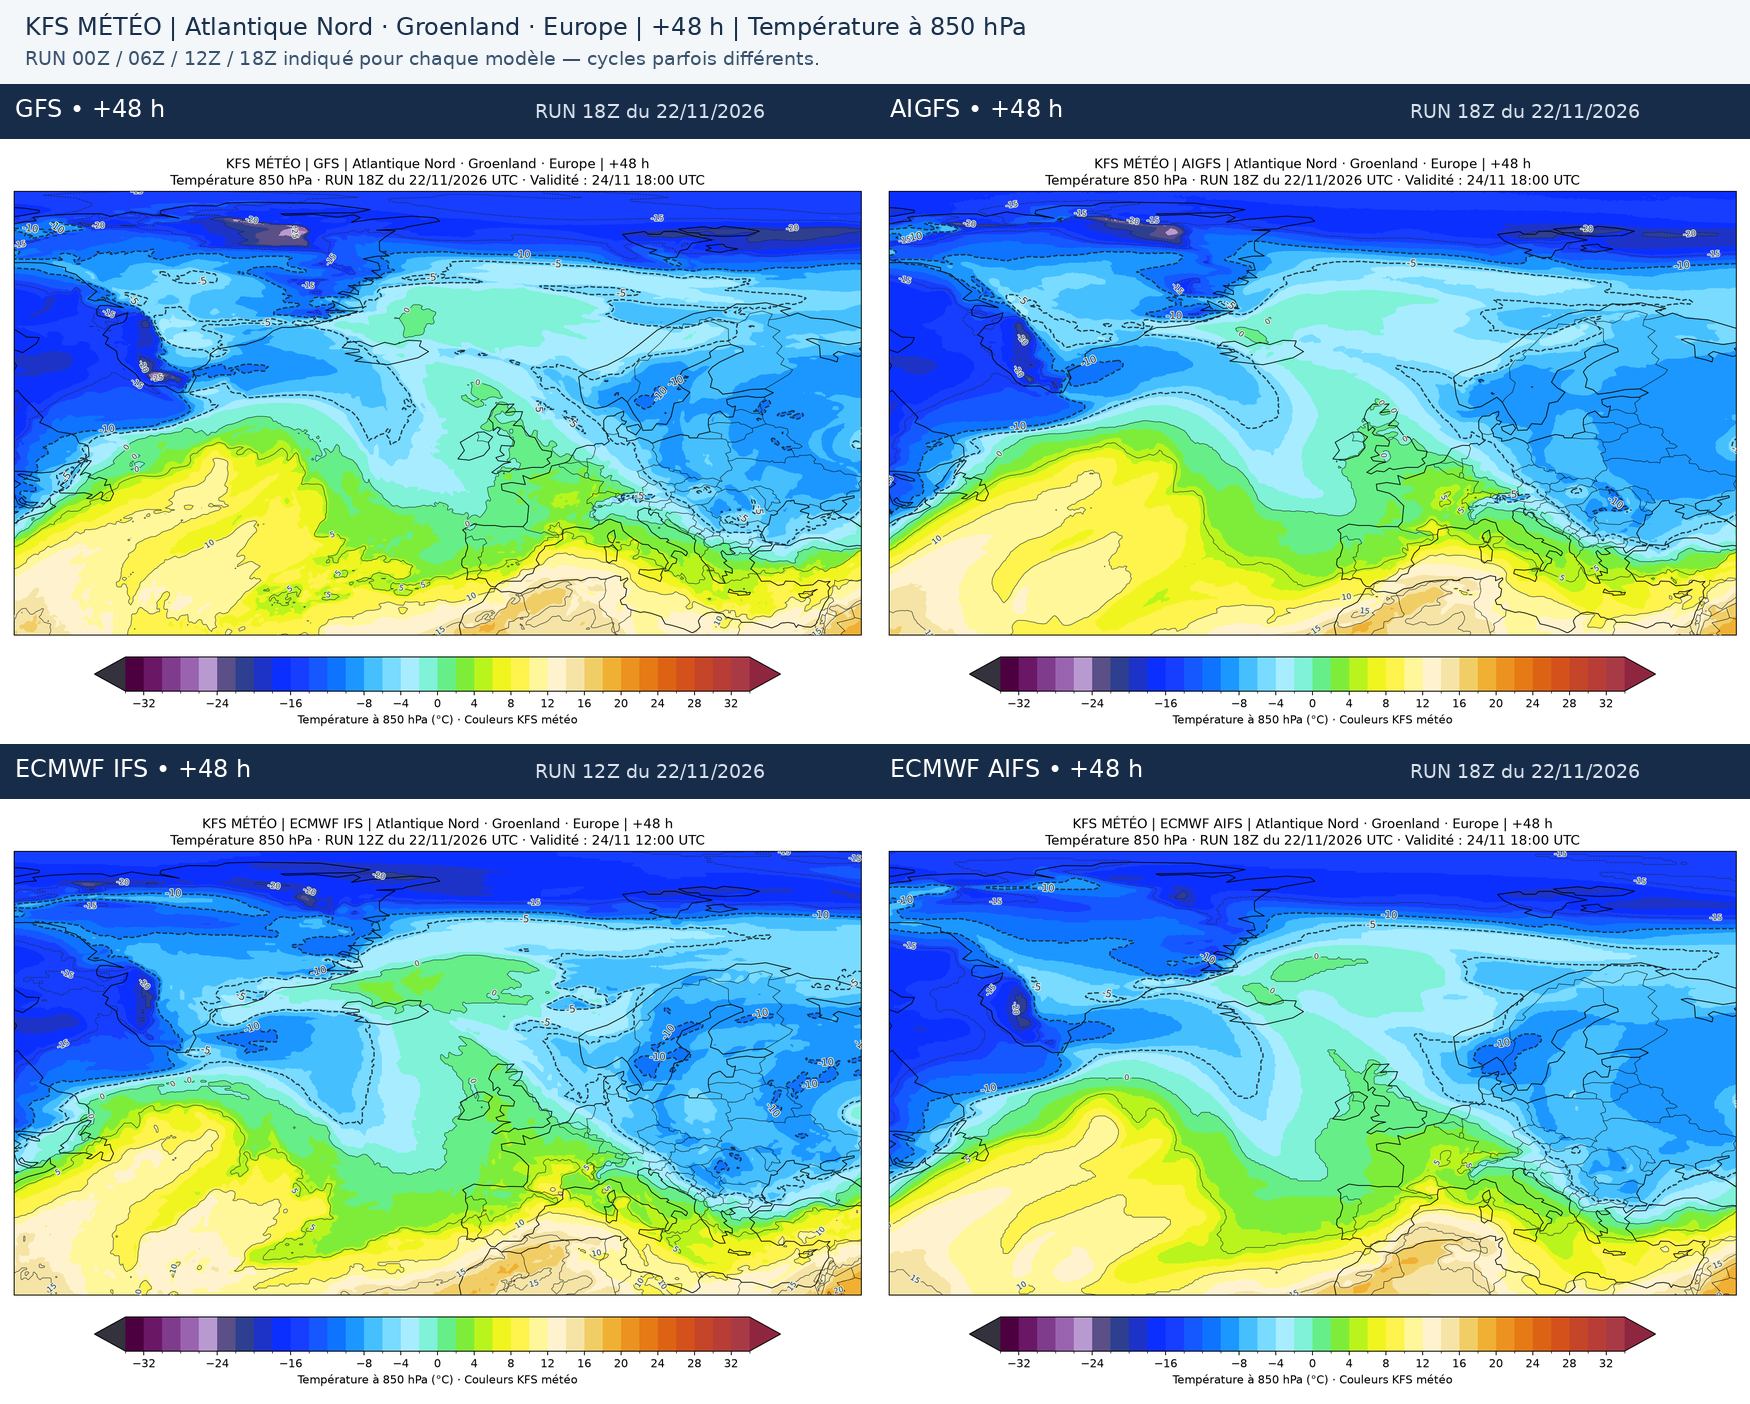 KFS MÉTÉO | Atlantique Nord · Groenland · Europe | +48 h | Température à 850 hPa
RUN 00Z / 06Z / 12Z / 18Z indiqué pour chaque modèle — cycles parfois différents.
GFS • +48 h
RUN 18Z du 22/11/2026
AIGFS • +48 h
RUN 18Z du 22/11/2026
KFS MÉTÉO | GFS | Atlantique Nord · Groenland · Europe | +48 h
Température 850 hPa · RUN 18Z du 22/11/2026 UTC · Validité : 24/11 18:00 UTC
KFS MÉTÉO | AIGFS | Atlantique Nord · Groenland · Europe | +48 h
Température 850 hPa · RUN 18Z du 22/11/2026 UTC · Validité : 24/11 18:00 UTC
−32 −24 −16 −8 −4 0 4 8 12 16 20 24 28 32
Température à 850 hPa (°C) · Couleurs KFS météo
−32 −24 −16 −8 −4 0 4 8 12 16 20 24 28 32
Température à 850 hPa (°C) · Couleurs KFS météo
ECMWF IFS • +48 h
RUN 12Z du 22/11/2026
ECMWF AIFS • +48 h
RUN 18Z du 22/11/2026
KFS MÉTÉO | ECMWF IFS | Atlantique Nord · Groenland · Europe | +48 h
Température 850 hPa · RUN 12Z du 22/11/2026 UTC · Validité : 24/11 12:00 UTC
KFS MÉTÉO | ECMWF AIFS | Atlantique Nord · Groenland · Europe | +48 h
Température 850 hPa · RUN 18Z du 22/11/2026 UTC · Validité : 24/11 18:00 UTC
−32 −24 −16 −8 −4 0 4 8 12 16 20 24 28 32
Température à 850 hPa (°C) · Couleurs KFS météo
−32 −24 −16 −8 −4 0 4 8 12 16 20 24 28 32
Température à 850 hPa (°C) · Couleurs KFS météo